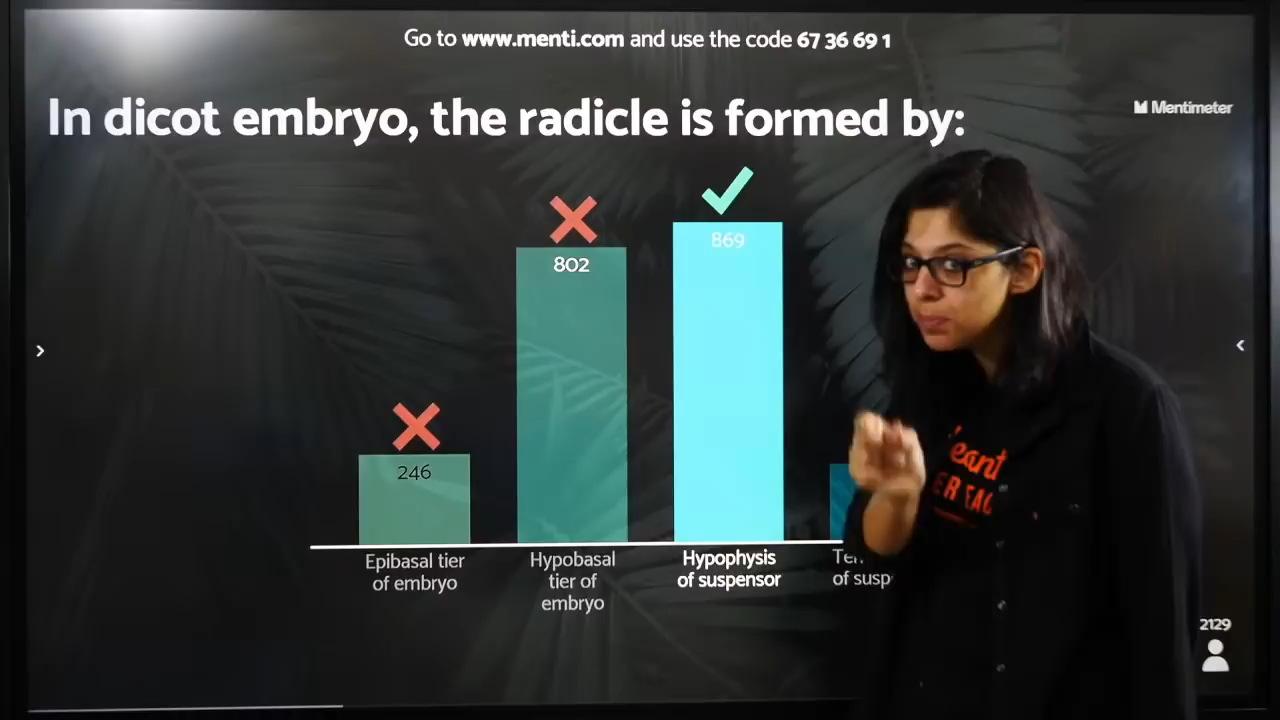 Go to www.menti.com and use the code 67 36 69 1
In dicot embryo, the radicle is formed by:
Mentimeter
869
802
246
Epibasal tier
of embryo
Hypobasal
tier of
embryo
Hypophysis
of suspensor
of
2129